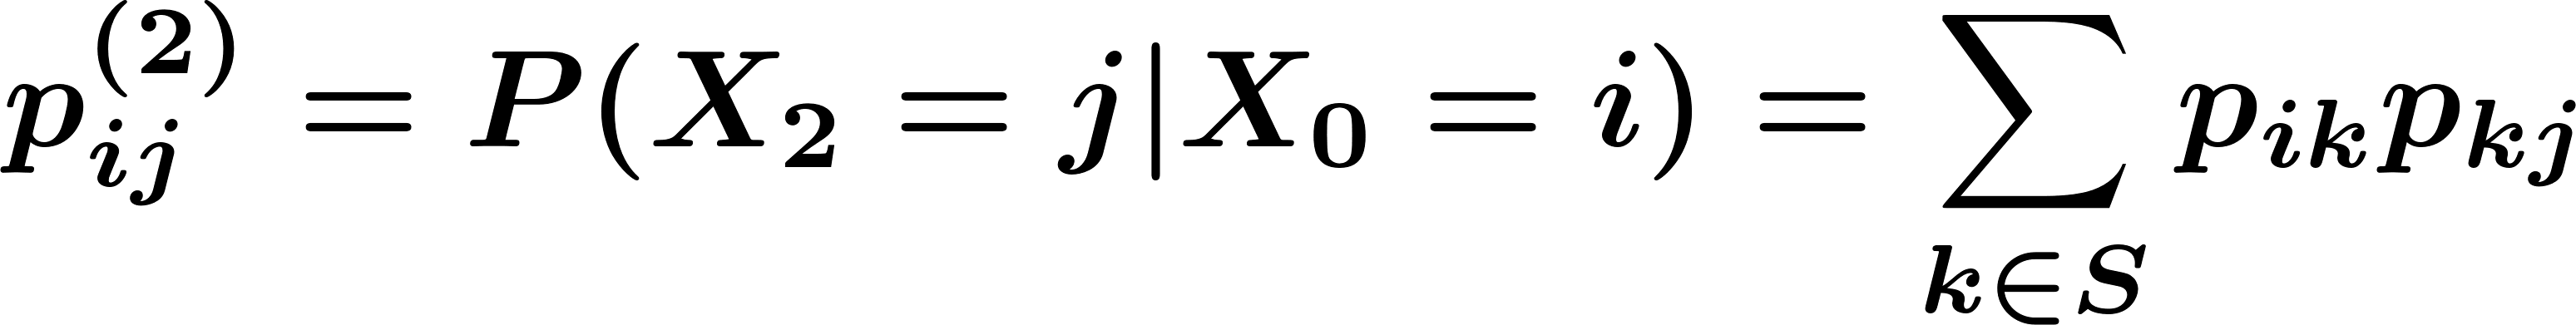 p_{ij}^{(2)} = P(X_2 = j|X_0 = i) = \sum_{k \in S} p_{ik} p_{kj}